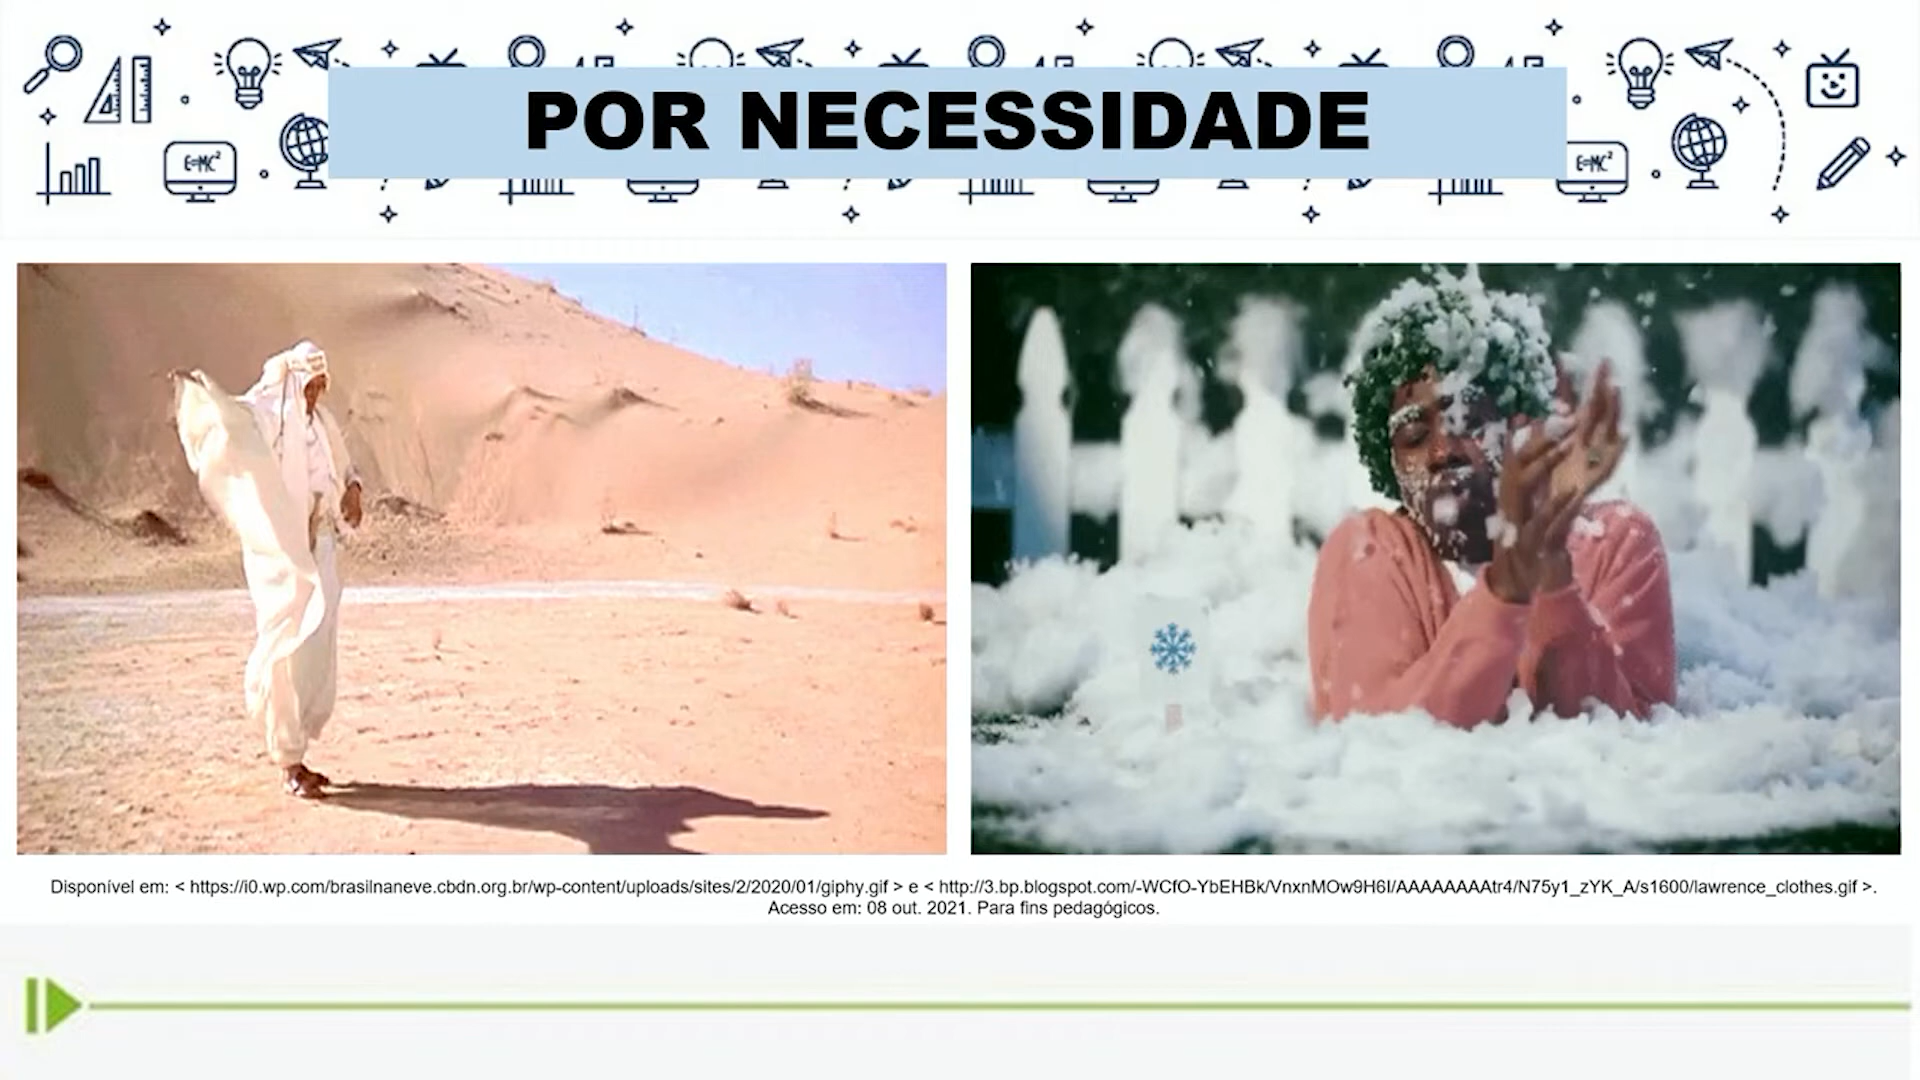 E=MC²
E=MC²
POR NECESSIDADE
Disponível em: < https://i0.wp.com/brasilnaneve.cbdn.org.br/wp-content/uploads/sites/2/2020/01/giphy.gif > e < http://3.bp.blogspot.com/-WCfO-YbEHBk/VnxnMOw9H6I/AAAAAAAAtr4/N75y1_zYK_A/s1600/lawrence_clothes.gif >.
Acesso em: 08 out. 2021. Para fins pedagógicos.